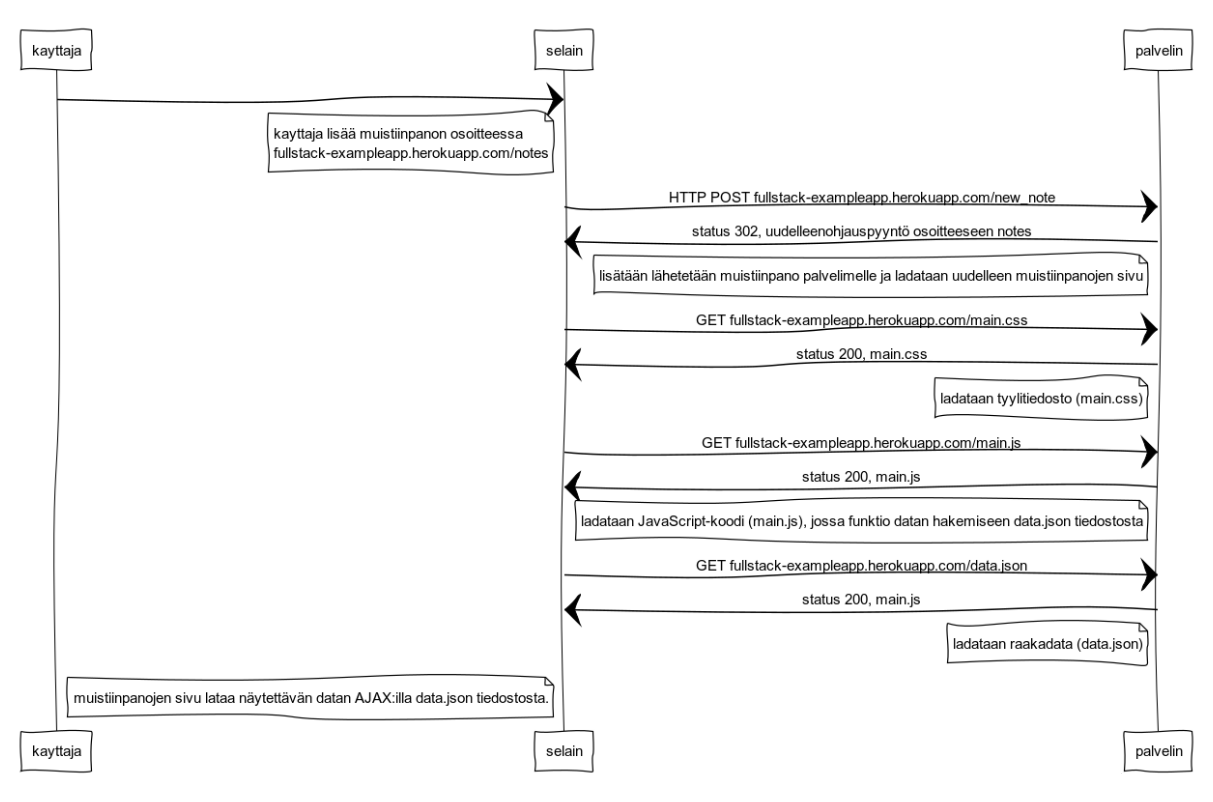 kayttaja
selain
palvelin
kayttaja lisää muistiinpanon osoitteessa
fullstack-exampleapp.herokuapp.com/notes
HTTP POST fullstack-exampleapp.herokuapp.com/new_note
status 302, uudelleenohjauspyyntö osoitteeseen notes
lisätään lähetetään muistiinpano palvelimelle ja ladataan uudelleen muistiinpanojen sivu
GET fullstack-exampleapp.herokuapp.com/main.css
status 200, main.css
ladataan tyylitiedosto (main.css)
GET fullstack-exampleapp.herokuapp.com/main.js
status 200, main.js
ladataan JavaScript-koodi (main.js), jossa funktio datan hakemiseen data.json tiedostosta
GET fullstack-exampleapp.herokuapp.com/data.json
status 200, main.js
ladataan raakadata (data.json)
muistiinpanojen sivu lataa näytettävän datan AJAX:illa data.json tiedostosta.
kayttaja
selain
palvelin